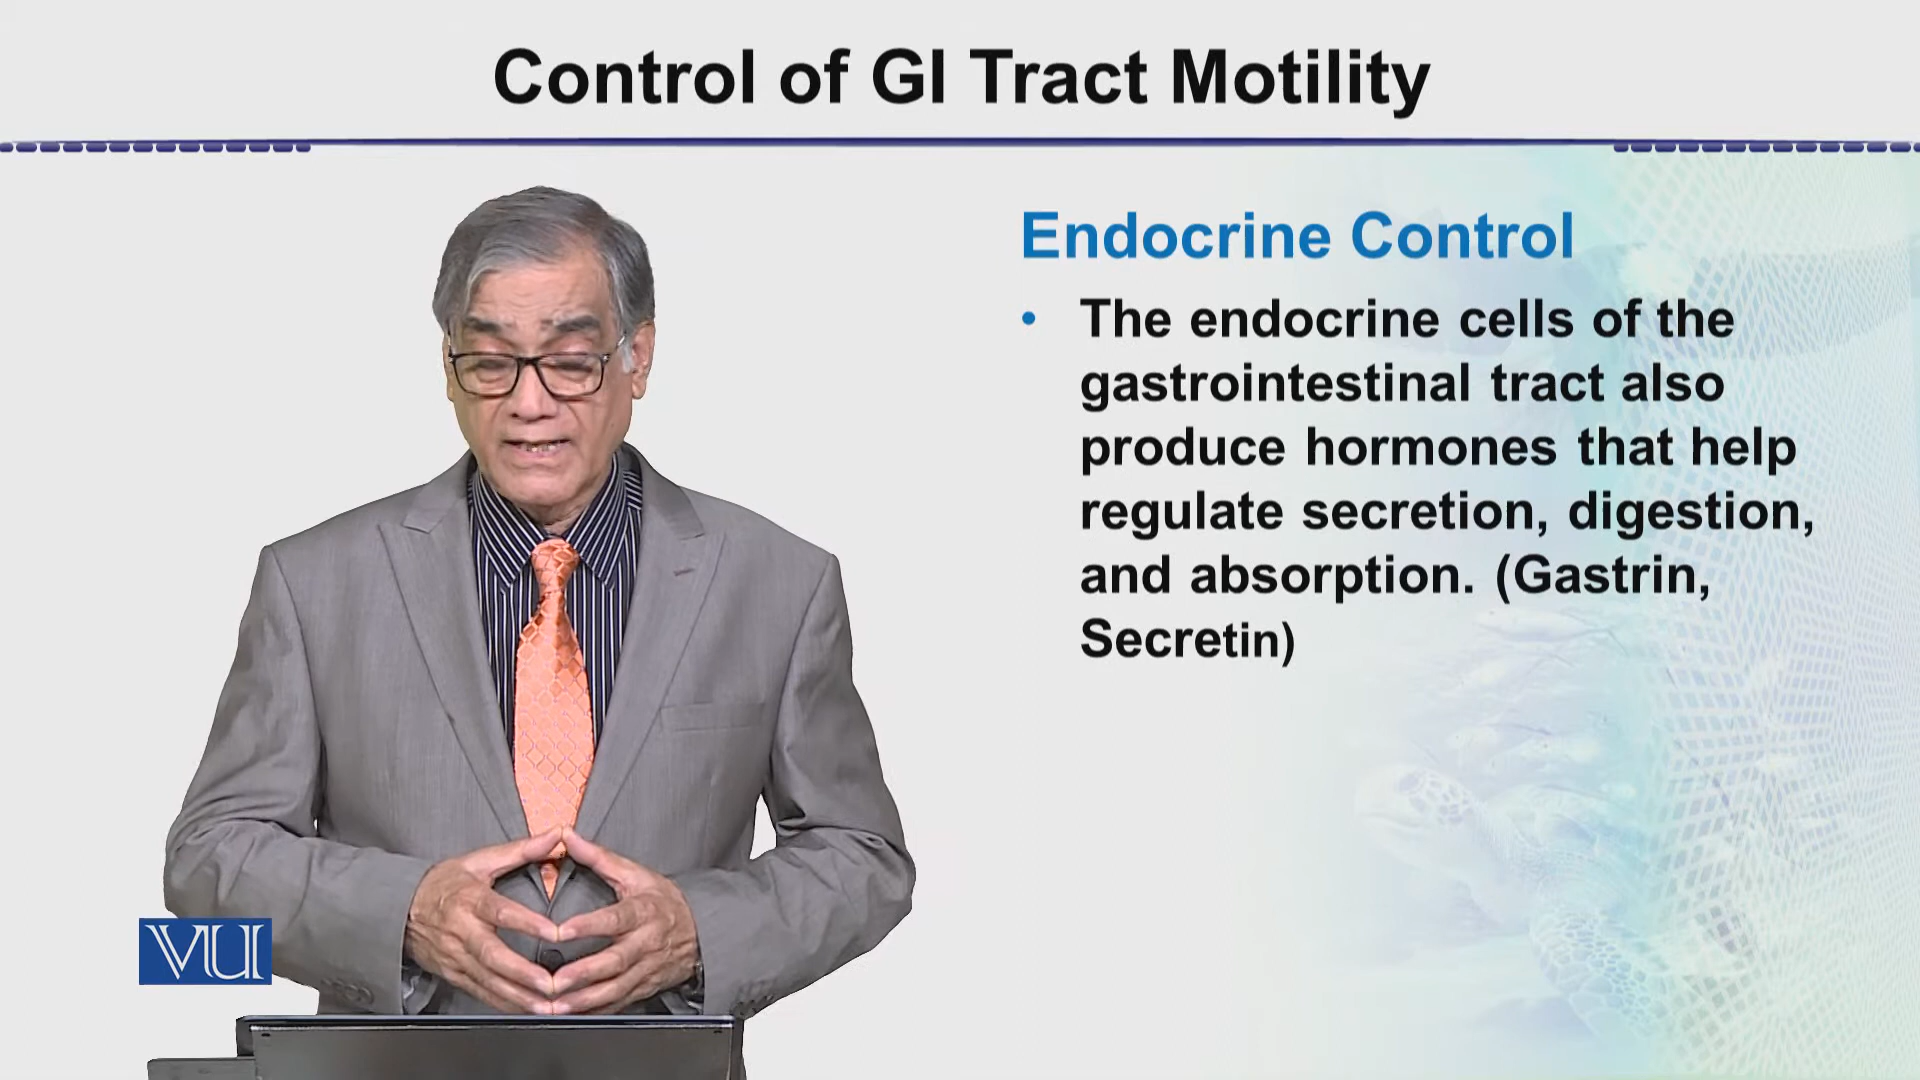 Control of GI Tract Motility
Endocrine Control
• The endocrine cells of the
gastrointestinal tract also
produce hormones that help
regulate secretion, digestion,
and absorption. (Gastrin,
Secretin)
VU